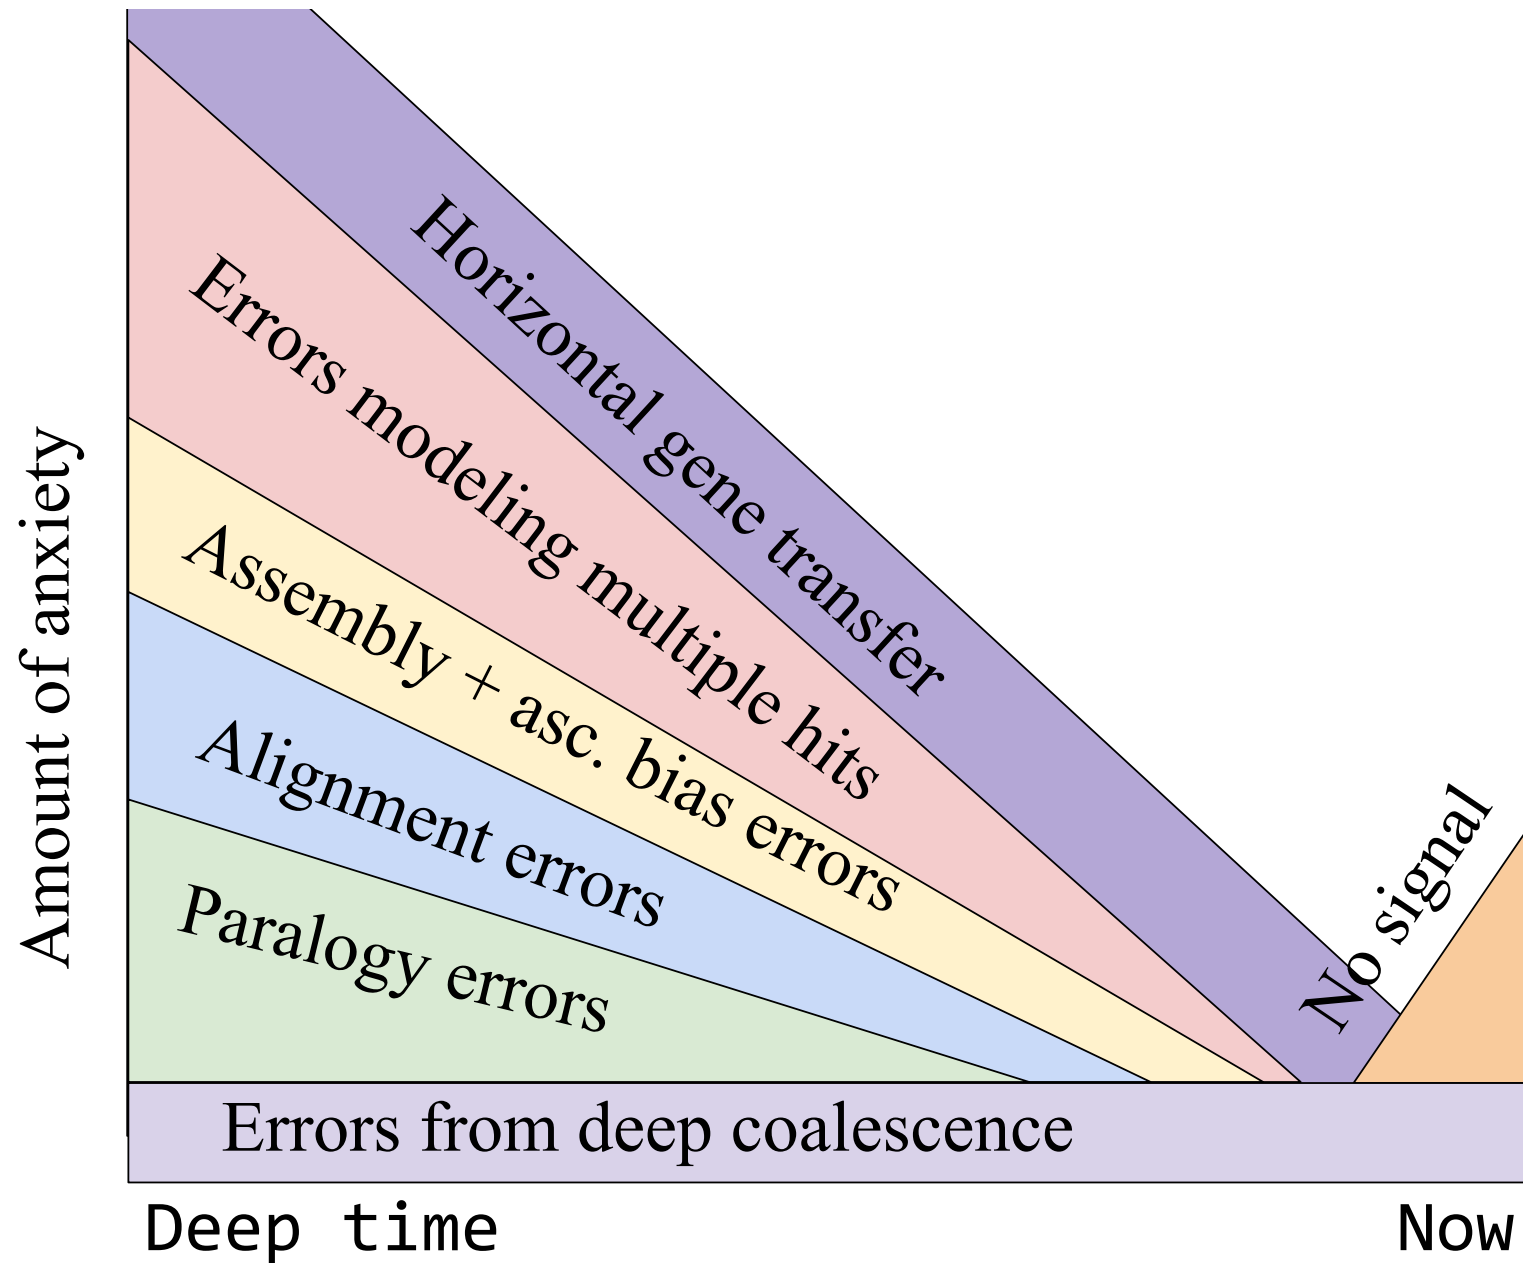 Amount of anxiety
Horizontal gene transfer
Errors modeling multiple hits
Assembly + asc. bias errors
Alignment errors
Paralogy errors
No signal
Errors from deep coalescence
Deep time
Now